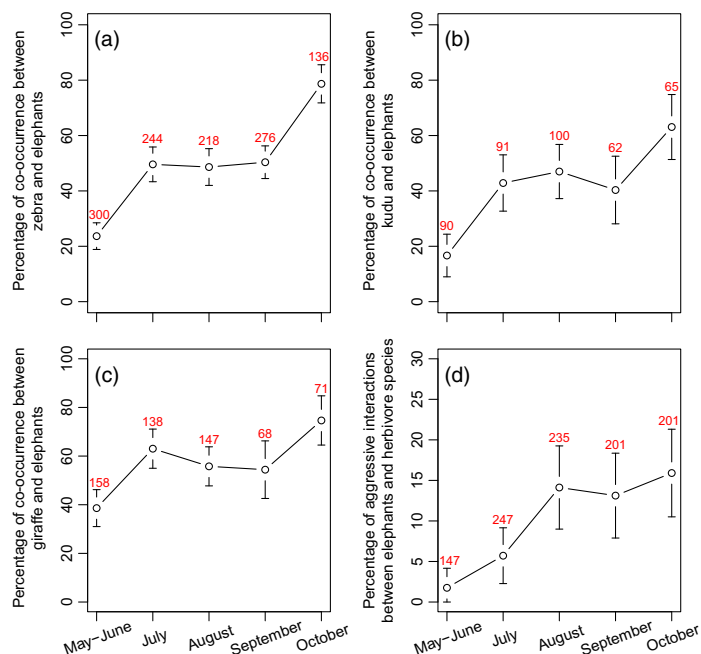 Percentage of co-occurrence between
zebra and elephants
100
80
60
40
20
0
(a)
300
244
218
276
136
Percentage of co-occurrence between
kudu and elephants
100
80
60
40
20
0
(b)
90
91
100
62
65
Percentage of co-occurrence between
giraffe and elephants
100
80
60
40
20
0
(c)
158
138
147
68
71
May−June
July
August
September
October
Percentage of aggressive interactions
between elephants and herbivore species
30
25
20
15
10
5
0
(d)
147
247
235
201
201
May−June
July
August
September
October